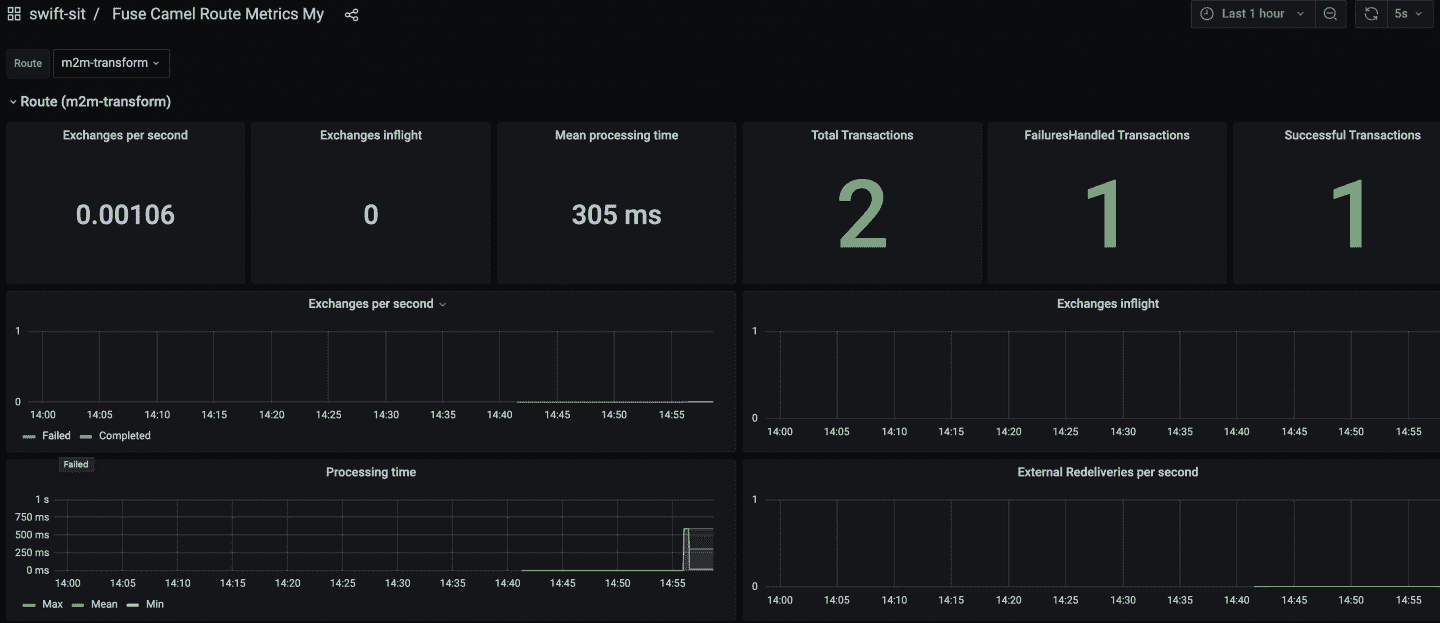 swift-sit / Fuse Camel Route Metrics My
Last 1 hour
5s
Route
m2m-transform
Route (m2m-transform)
Exchanges per second
0.00106
Exchanges inflight
0
Mean processing time
305 ms
Total Transactions
2
FailuresHandled Transactions
1
Successful Transactions
1
Exchanges per second
1
0
14:00 14:05 14:10 14:15 14:20 14:25 14:30 14:35 14:40 14:45 14:50 14:55
Failed Completed
Exchanges inflight
1
0
14:00 14:05 14:10 14:15 14:20 14:25 14:30 14:35 14:40 14:45 14:50 14:55
Failed
Processing time
1 s
750 ms
500 ms
250 ms
0 ms
14:00 14:05 14:10 14:15 14:20 14:25 14:30 14:35 14:40 14:45 14:50 14:55
Max Mean Min
External Redeliveries per second
1
0
14:00 14:05 14:10 14:15 14:20 14:25 14:30 14:35 14:40 14:45 14:50 14:55